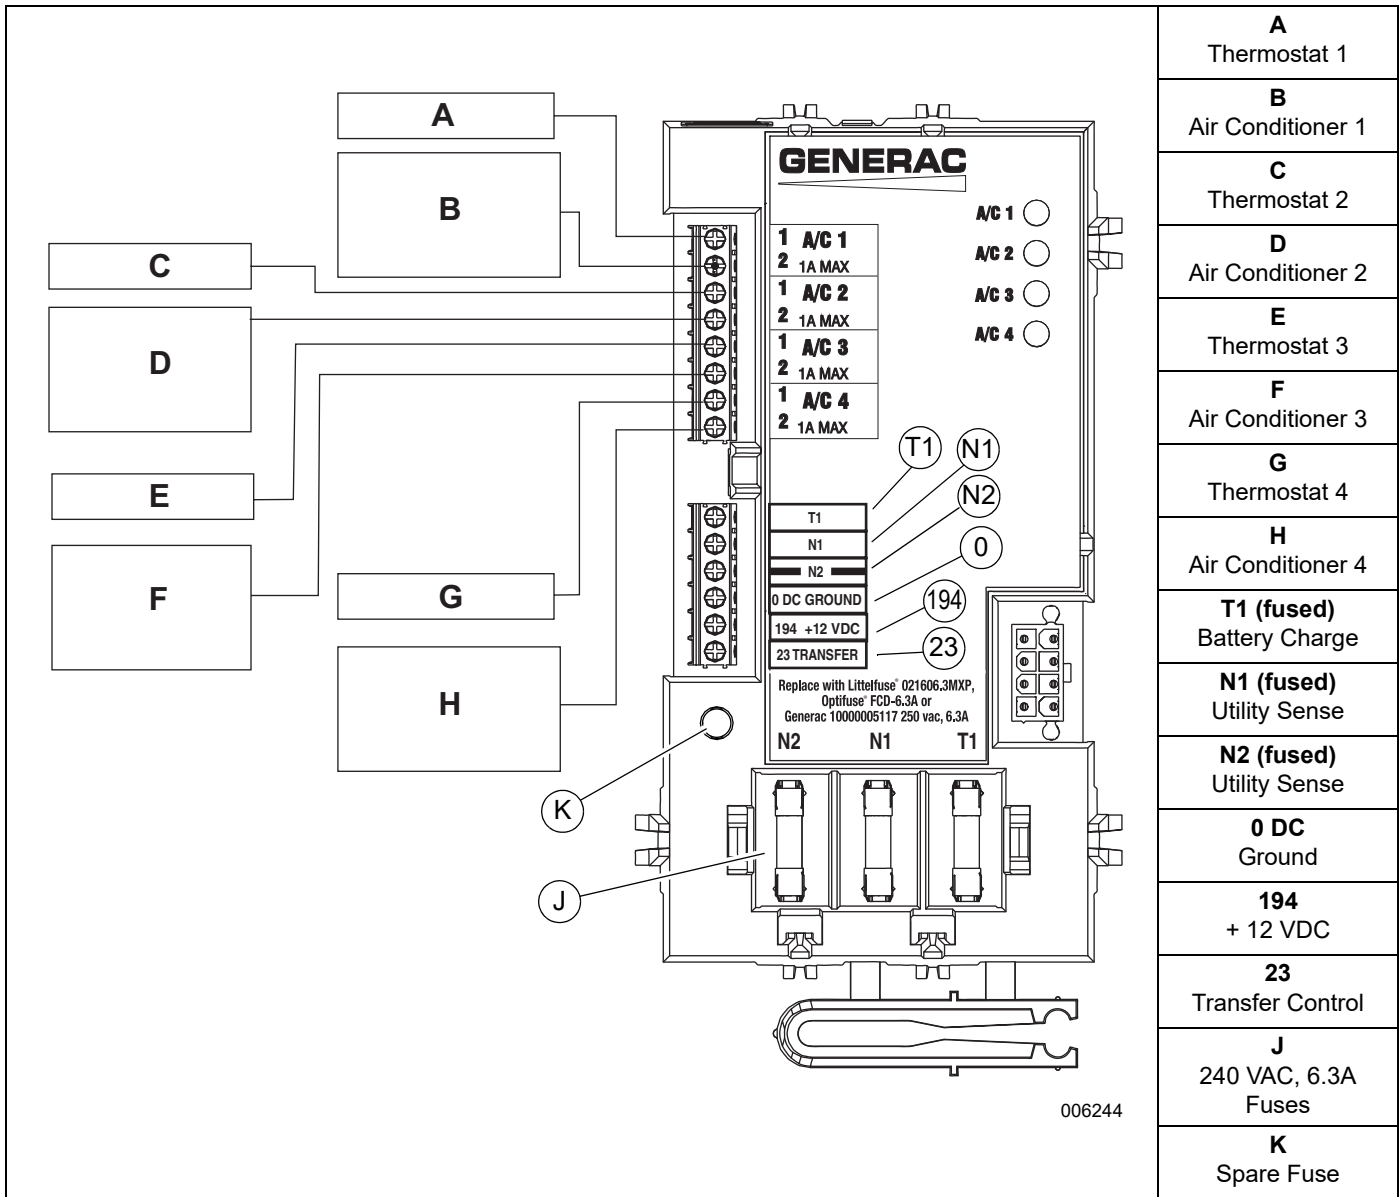 A
B
C
D
E
F
G
H
K
J
GENERAC
A/C 1
A/C 2
A/C 3
A/C 4
1 A/C 1
2 1A MAX
1 A/C 2
2 1A MAX
1 A/C 3
2 1A MAX
1 A/C 4
2 1A MAX
T1
N1
N2
0
194
23
T1
N1
N2
0 DC GROUND
194 +12 VDC
23 TRANSFER
Replace with Littelfuse® 021606.3MXP,
Optifuse® FCD-6.3A or
Generac 10000005117 250 vac, 6.3A
N2 N1 T1
006244
A
Thermostat 1
B
Air Conditioner 1
C
Thermostat 2
D
Air Conditioner 2
E
Thermostat 3
F
Air Conditioner 3
G
Thermostat 4
H
Air Conditioner 4
T1 (fused)
Battery Charge
N1 (fused)
Utility Sense
N2 (fused)
Utility Sense
0 DC
Ground
194
+ 12 VDC
23
Transfer Control
J
240 VAC, 6.3A
Fuses
K
Spare Fuse